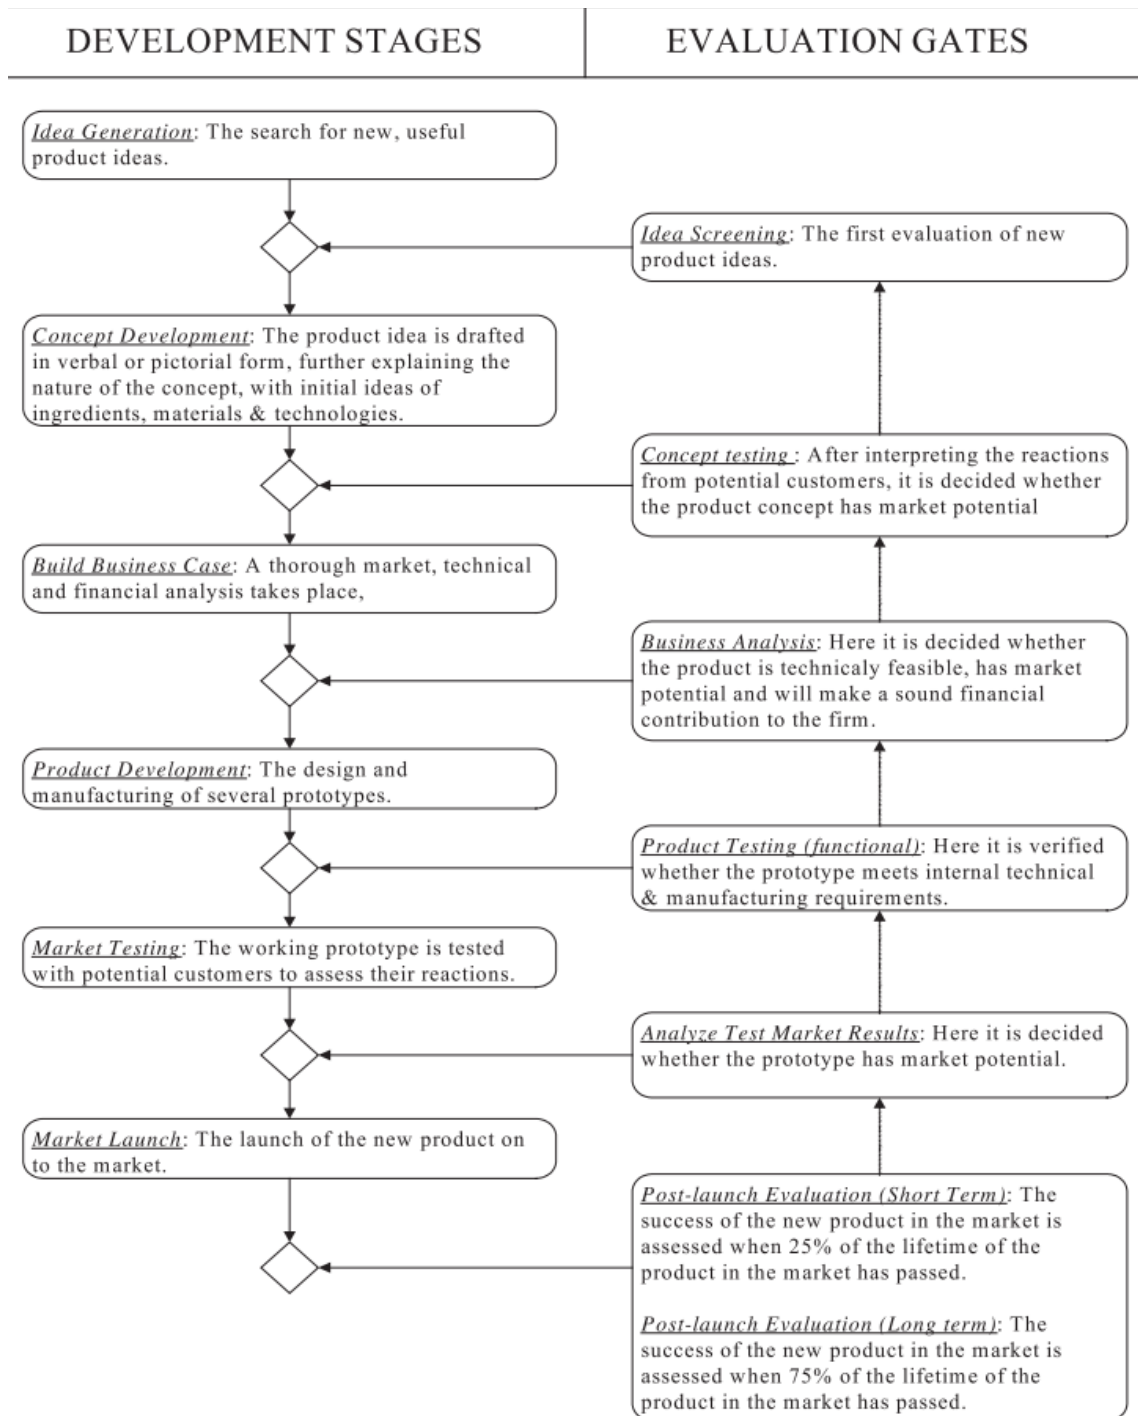 DEVELOPMENT STAGES
EVALUATION GATES
Idea Generation: The search for new, useful
product ideas.
Idea Screening: The first evaluation of new
product ideas.
Concept Development: The product idea is drafted
in verbal or pictorial form, further explaining the
nature of the concept, with initial ideas of
ingredients, materials & technologies.
Concept testing : After interpreting the reactions
from potential customers, it is decided whether
the product concept has market potential
Build Business Case: A thorough market, technical
and financial analysis takes place,
Business Analysis: Here it is decided whether
the product is technicaly feasible, has market
potential and will make a sound financial
contribution to the firm.
Product Development: The design and
manufacturing of several prototypes.
Product Testing (functional): Here it is verified
whether the prototype meets internal technical
& manufacturing requirements.
Market Testing: The working prototype is tested
with potential customers to assess their reactions.
Analyze Test Market Results: Here it is decided
whether the prototype has market potential.
Market Launch: The launch of the new product on
to the market.
Post-launch Evaluation (Short Term): The
success of the new product in the market is
assessed when 25% of the lifetime of the
product in the market has passed.
Post-launch Evaluation (Long term): The
success of the new product in the market is
assessed when 75% of the lifetime of the
product in the market has passed.